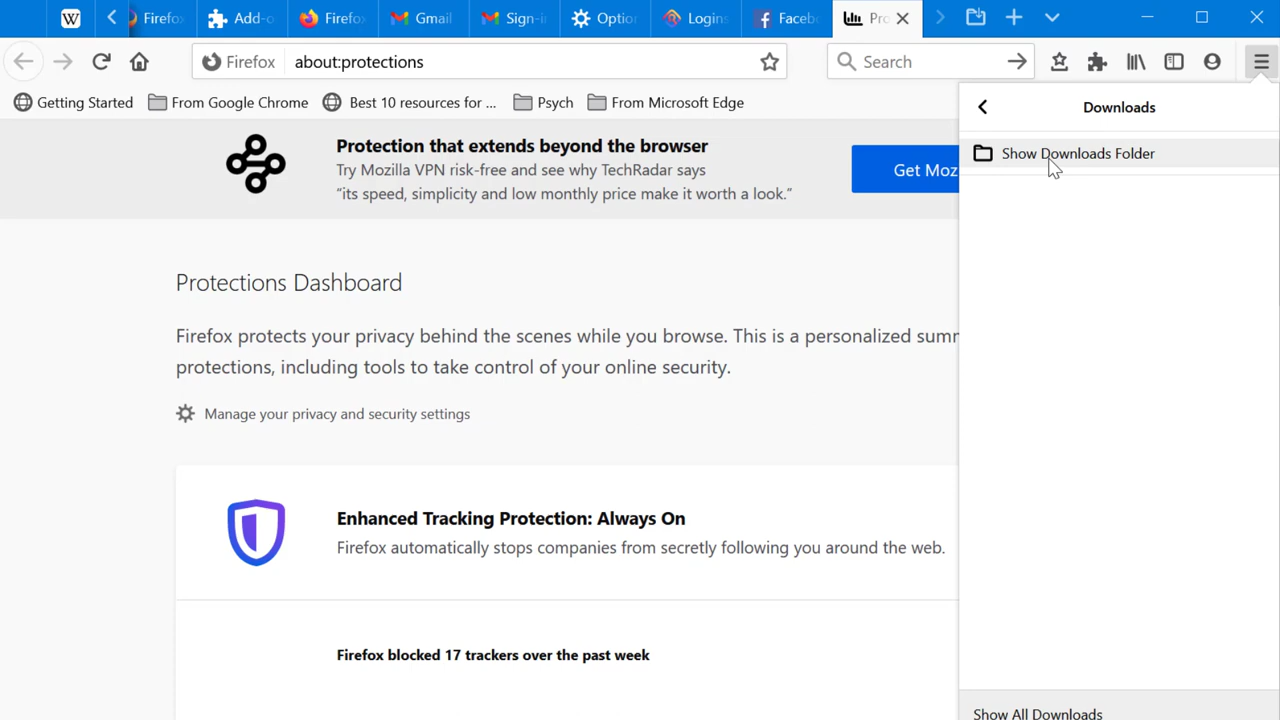 W
Firefox
Add-o
Firefo
Gmail
Sign-i
Optio
Logins
Faceb
Pro
Firefox
about:protections
Search
Getting Started
From Google Chrome
Best 10 resources for ...
Psych
From Microsoft Edge
Downloads
Show Downloads Folder
Protection that extends beyond the browser
Try Mozilla VPN risk-free and see why TechRadar says
“its speed, simplicity and low monthly price make it worth a look.”
Get Moz
Protections Dashboard
Firefox protects your privacy behind the scenes while you browse. This is a personalized summ
protections, including tools to take control of your online security.
Manage your privacy and security settings
Enhanced Tracking Protection: Always On
Firefox automatically stops companies from secretly following you around the web.
Firefox blocked 17 trackers over the past week
Show All Downloads